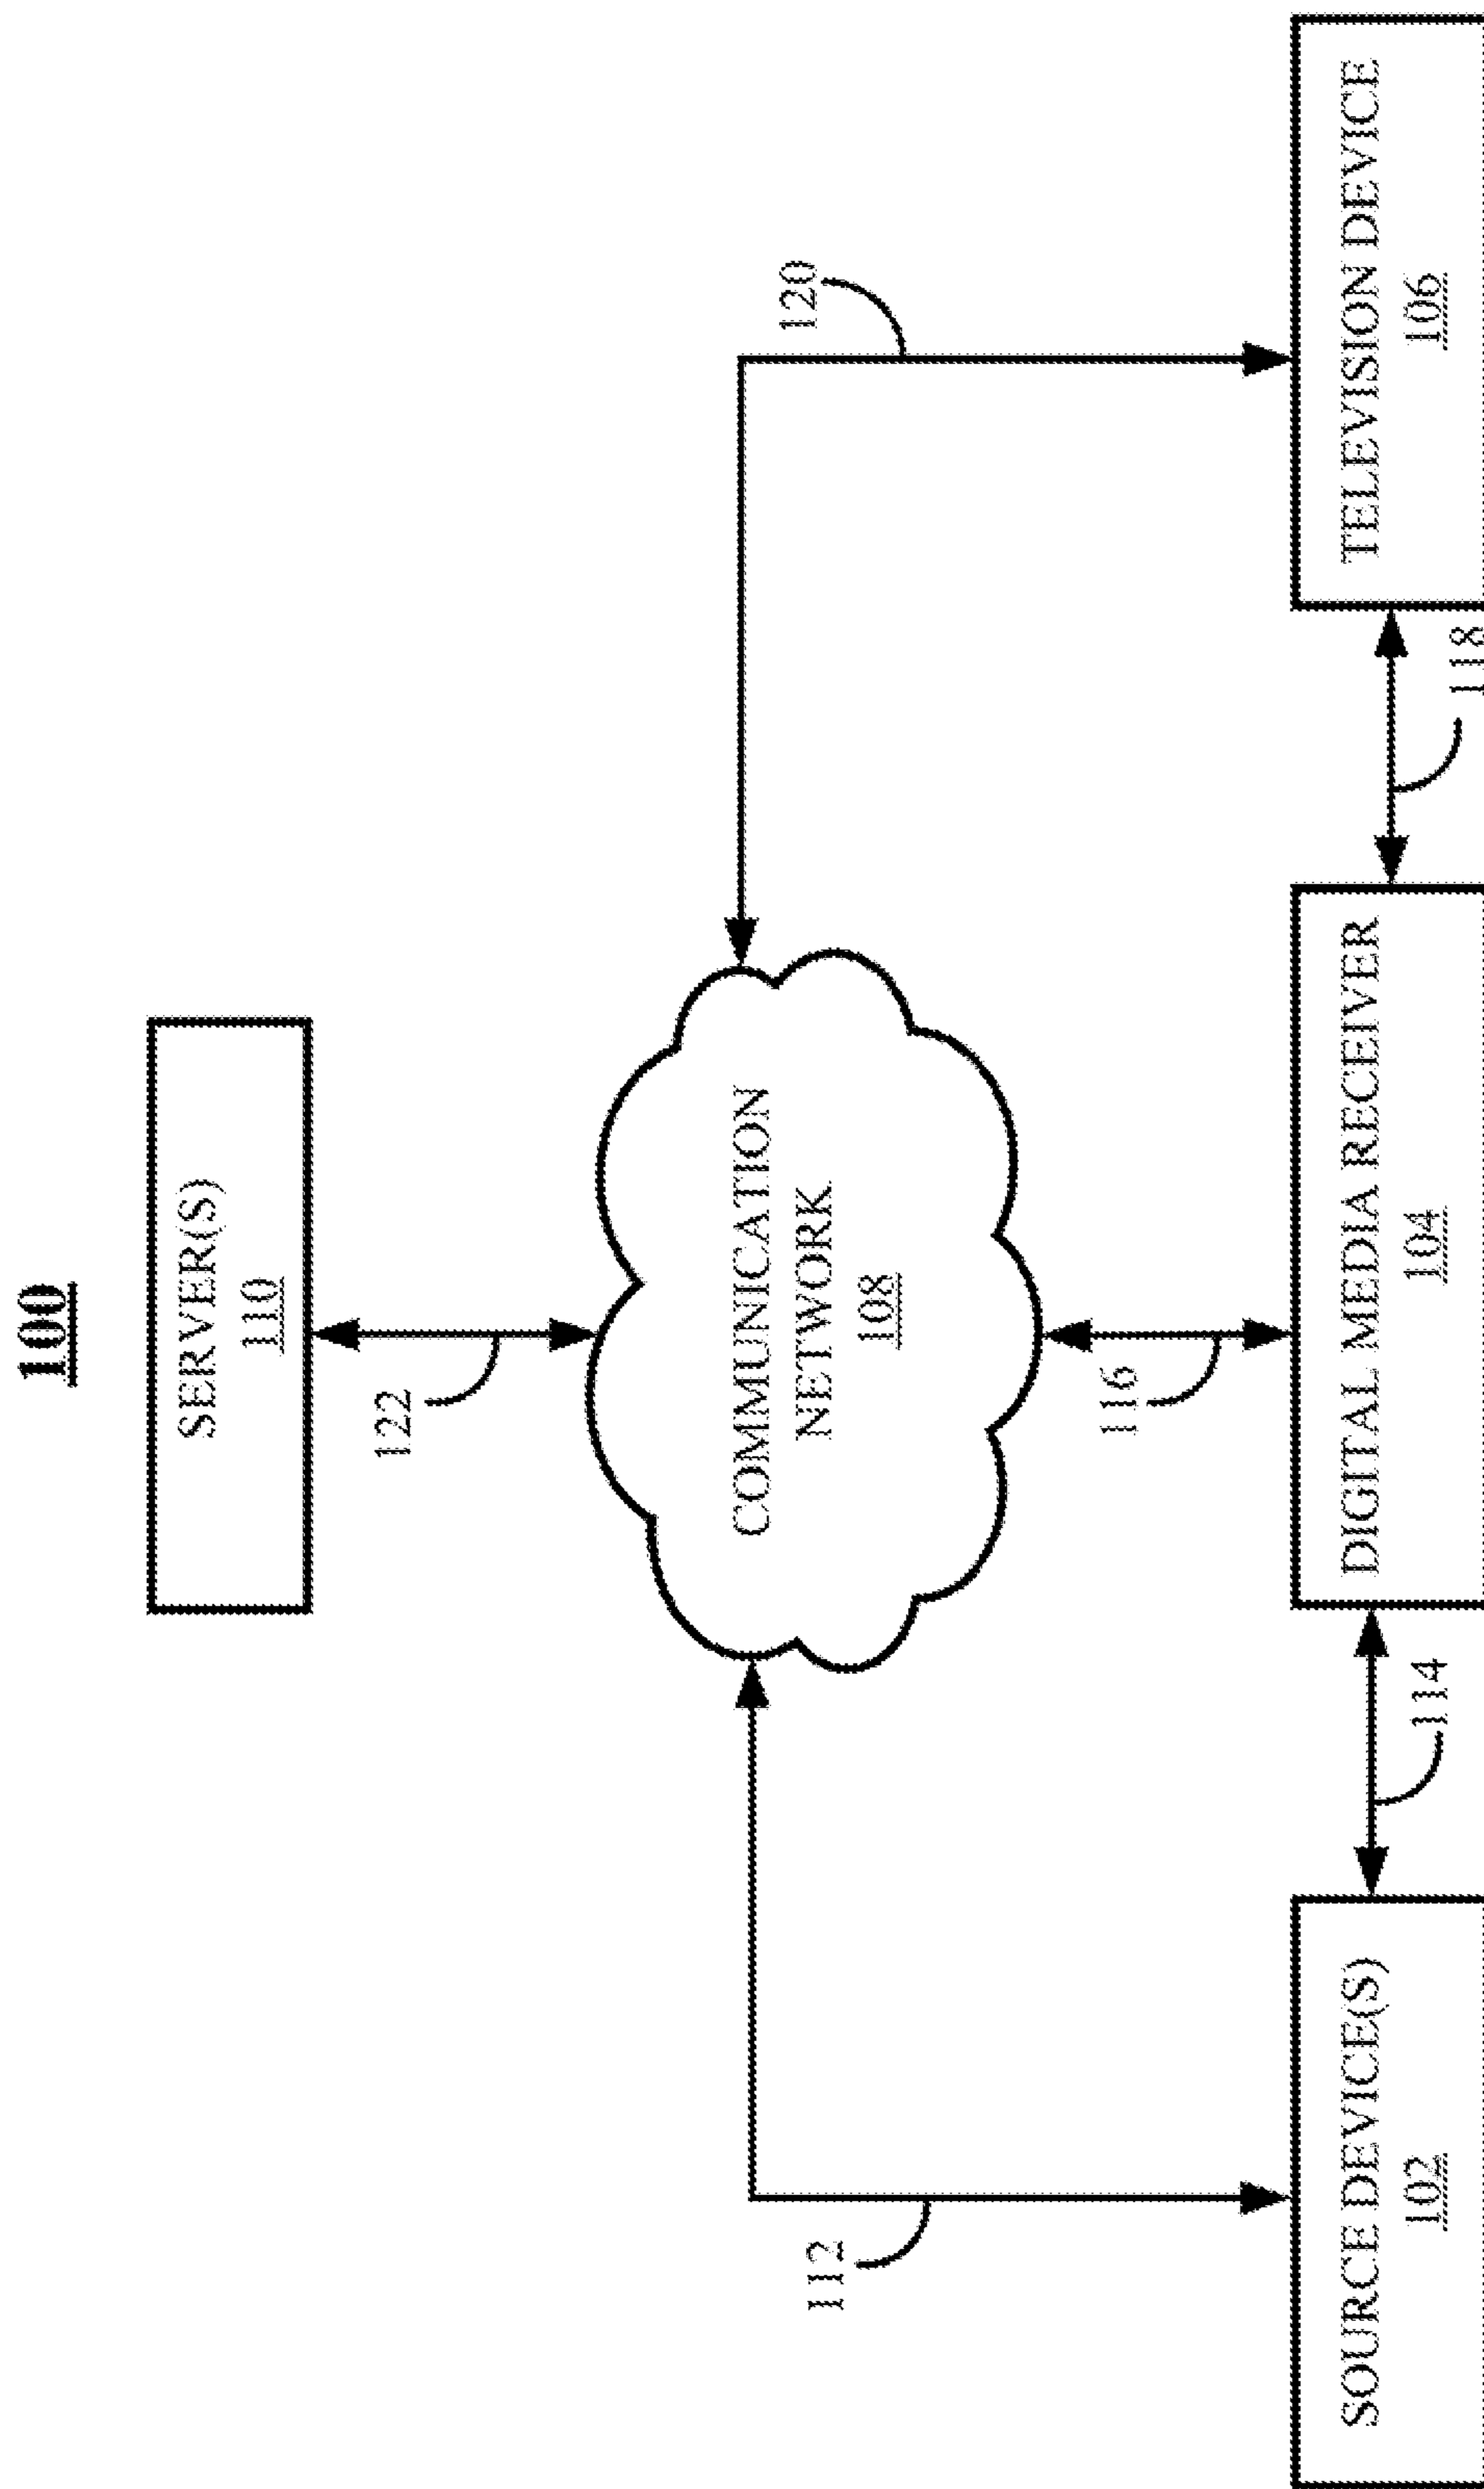 100
SERVER(S)
110
122
COMMUNICATION
NETWORK
108
120
112
116
SOURCE DEVICE(S)
102
114
DIGITAL MEDIA RECEIVER
104
118
TELEVISION DEVICE
106